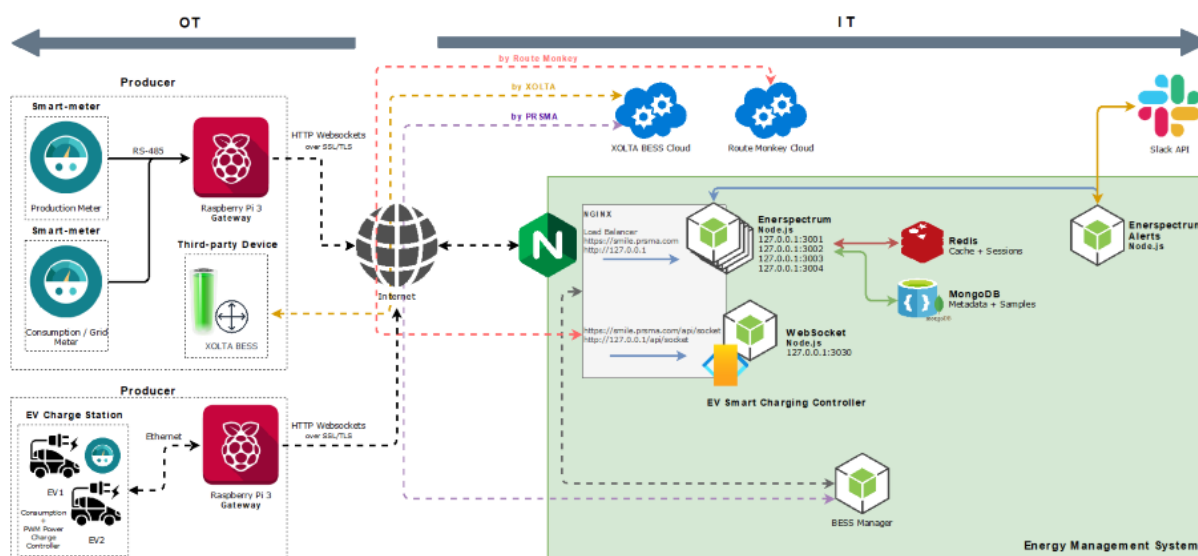 OT
IT
by Route Monkey
by XOLTA
by PRSMA
XOLTA BESS Cloud
Route Monkey Cloud
Slack API
Producer
Smart-meter
Production Meter
RS-485
Raspberry Pi 3
Gateway
HTTP Websockets
over SSL/TLS
Smart-meter
Consumption / Grid
Meter
Third-party Device
XOLTA BESS
Internet
N
NGINX
Load Balancer
https://smile.prsma.com
http://127.0.0.1
https://smile.prsma.com/api/socket
http://127.0.0.1/api/socket
Enerspectrum
Node.js
127.0.0.1:3001
127.0.0.1:3002
127.0.0.1:3003
127.0.0.1:3004
Redis
Cache + Sessions
MongoDB
Metadata + Samples
Enerspectrum
Alerts
Node.js
WebSocket
Node.js
127.0.0.1:3030
EV Smart Charging Controller
BESS Manager
Energy Management System
Producer
EV Charge Station
EV1
EV2
Consumption
+
PWM Power
Charge
Controller
Ethernet
Raspberry Pi 3
Gateway
HTTP Websockets
over SSL/TLS